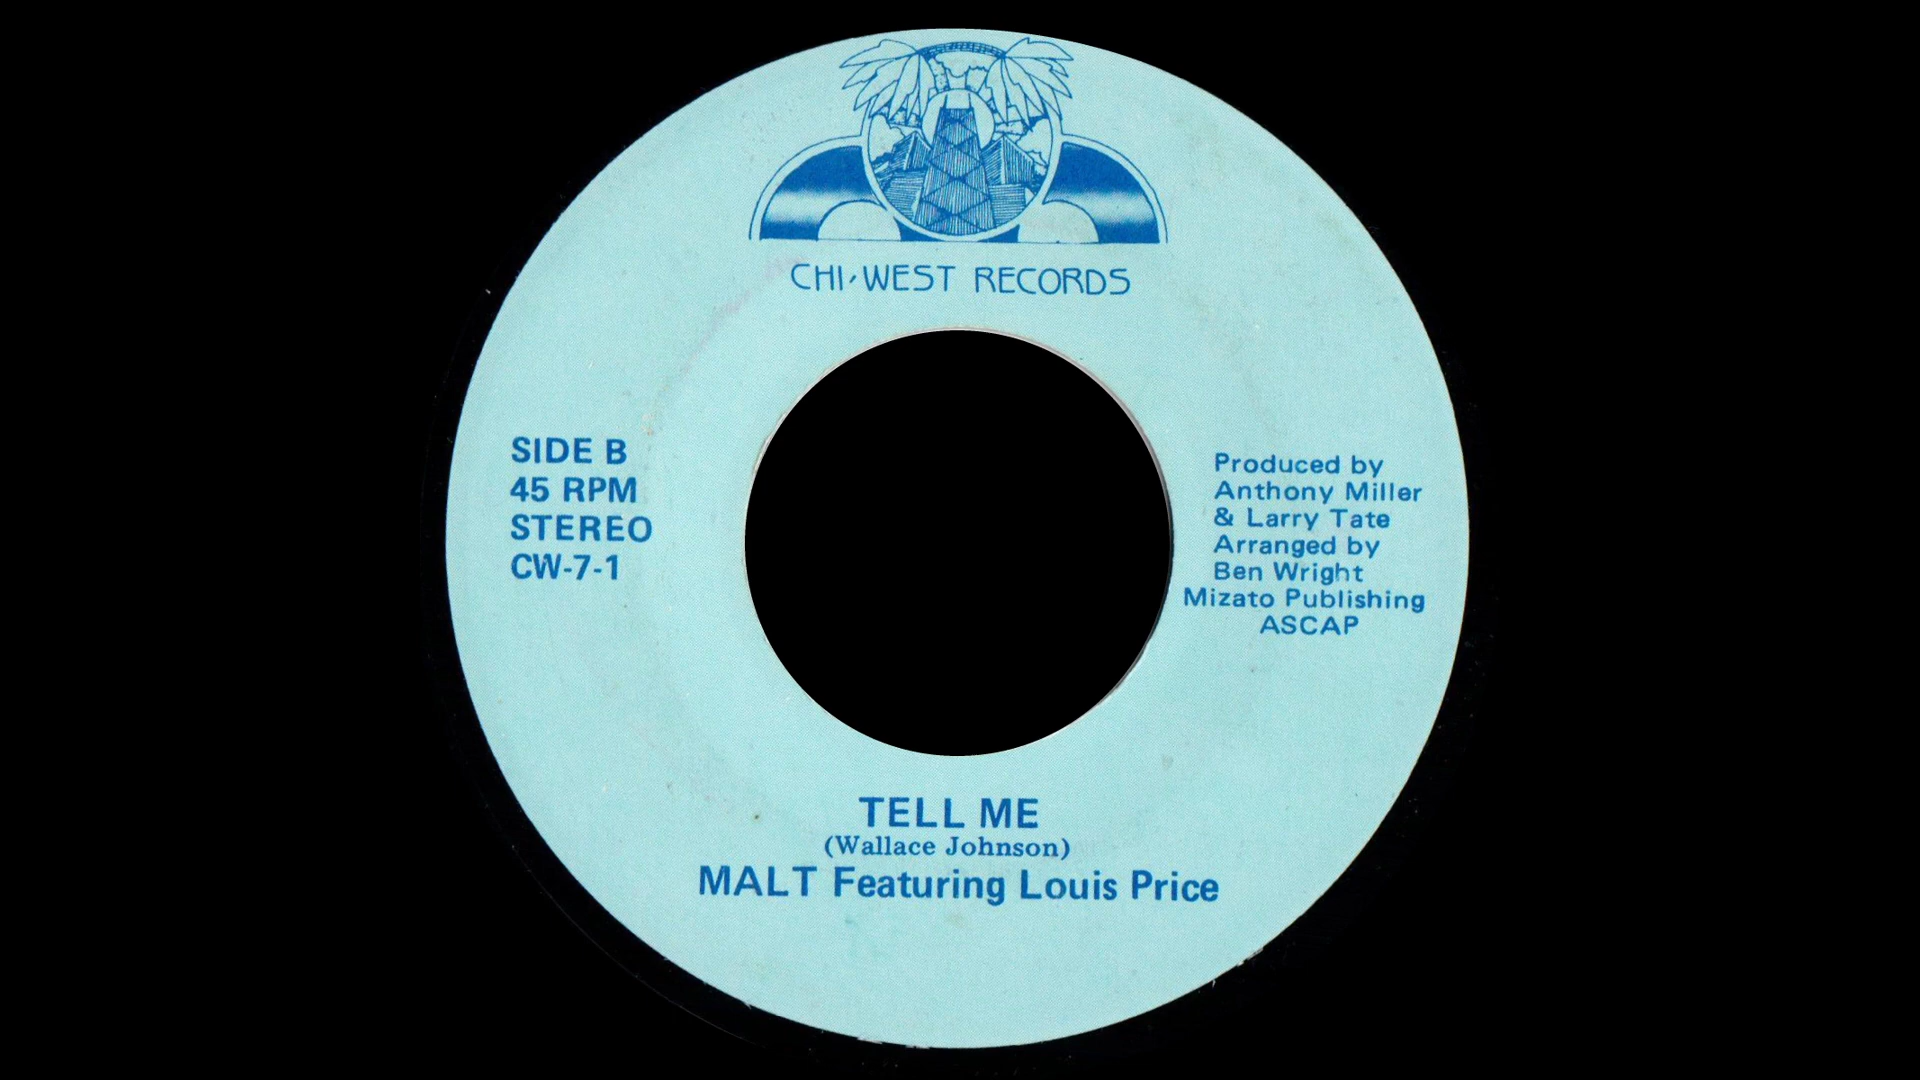 CHI-WEST RECORDS
SIDE B
45 RPM
STEREO
CW-7-1
Produced by
Anthony Miller
& Larry Tate
Arranged by
Ben Wright
Mizato Publishing
ASCAP
TELL ME
(Wallace Johnson)
MALT Featuring Louis Price